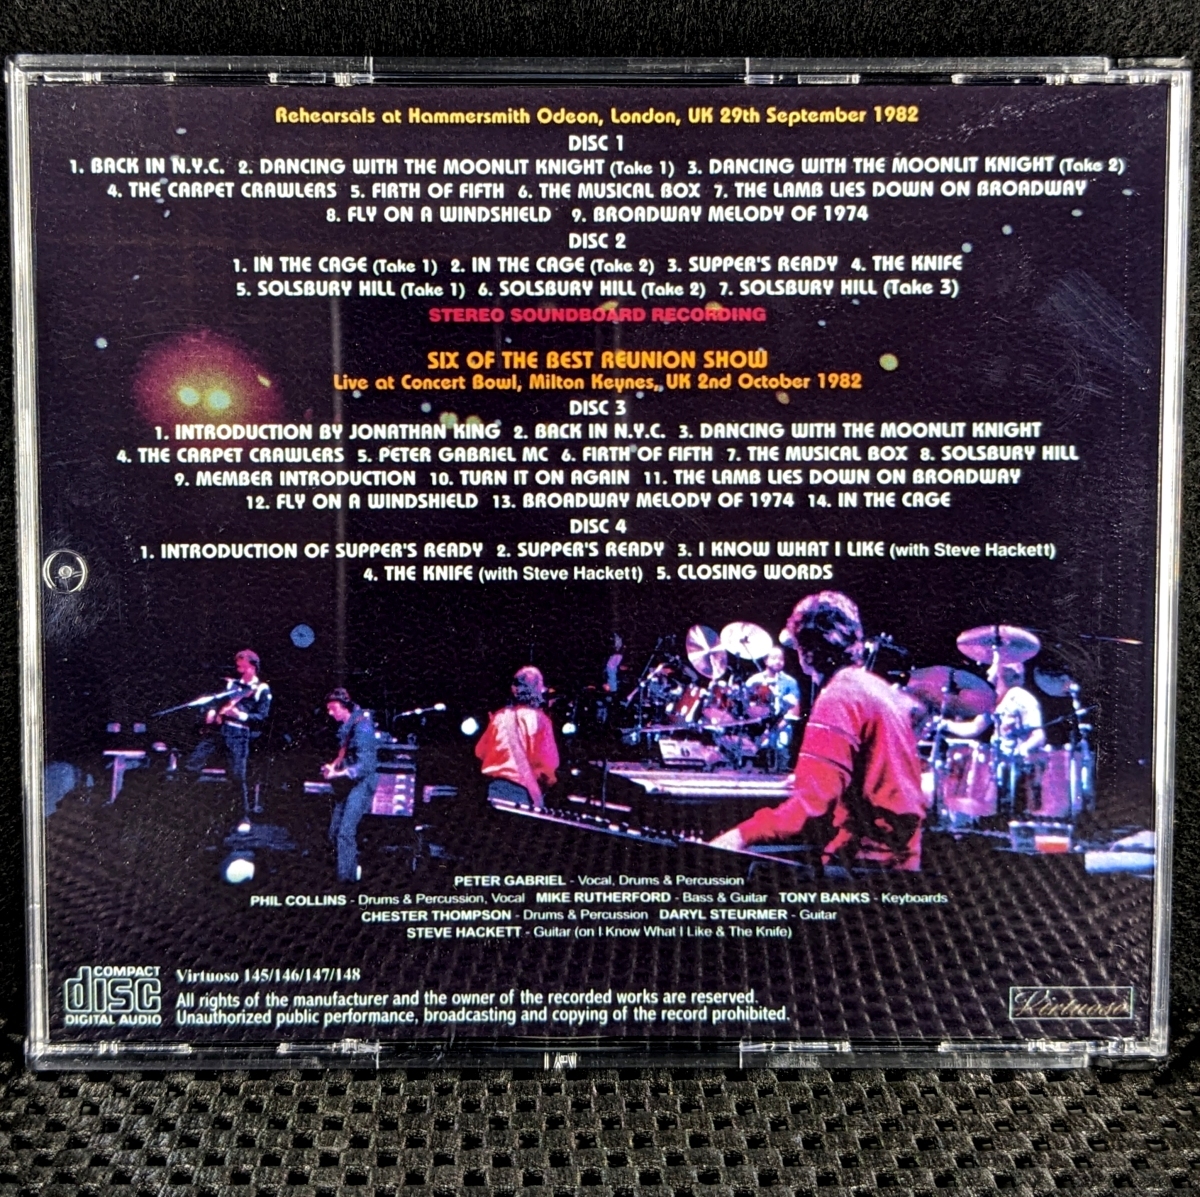 Rehearsals at Hammersmith Odeon, London, UK 29th September 1982
DISC 1
1. BACK IN N.Y.C. 2. DANCING WITH THE MOONLIT KNIGHT (Take 1) 3. DANCING WITH THE MOONLIT KNIGHT (Take 2)
4. THE CARPET CRAWLERS 5. FIRTH OF FIFTH 6. THE MUSICAL BOX 7. THE LAMB LIES DOWN ON BROADWAY
8. FLY ON A WINDSHIELD 9. BROADWAY MELODY OF 1974
DISC 2
1. IN THE CAGE (Take 1) 2. IN THE CAGE (Take 2) 3. SUPPER'S READY 4. THE KNIFE
5. SOLSBURY HILL (Take 1) 6. SOLSBURY HILL (Take 2) 7. SOLSBURY HILL (Take 3)
STEREO SOUNDBOARD RECORDING
SIX OF THE BEST REUNION SHOW
Live at Concert Bowl, Milton Keynes, UK 2nd October 1982
DISC 3
1. INTRODUCTION BY JONATHAN KING 2. BACK IN N.Y.C. 3. DANCING WITH THE MOONLIT KNIGHT
4. THE CARPET CRAWLERS 5. PETER GABRIEL MC 6. FIRTH OF FIFTH 7. THE MUSICAL BOX 8. SOLSBURY HILL
9. MEMBER INTRODUCTION 10. TURN IT ON AGAIN 11. THE LAMB LIES DOWN ON BROADWAY
12. FLY ON A WINDSHIELD 13. BROADWAY MELODY OF 1974 14. IN THE CAGE
DISC 4
1. INTRODUCTION OF SUPPER'S READY 2. SUPPER'S READY 3. I KNOW WHAT I LIKE (with Steve Hackett)
4. THE KNIFE (with Steve Hackett) 5. CLOSING WORDS
PETER GABRIEL - Vocal, Drums & Percussion
PHIL COLLINS - Drums & Percussion, Vocal MIKE RUTHERFORD - Bass & Guitar TONY BANKS - Keyboards
CHESTER THOMPSON - Drums & Percussion DARYL STEURMER - Guitar
STEVE HACKETT - Guitar (on I Know What I Like & The Knife)
COMPACT
disc
DIGITAL AUDIO
Virtuoso 145/146/147/148
All rights of the manufacturer and the owner of the recorded works are reserved.
Unauthorized public performance, broadcasting and copying of the record prohibited.
Virtuoso